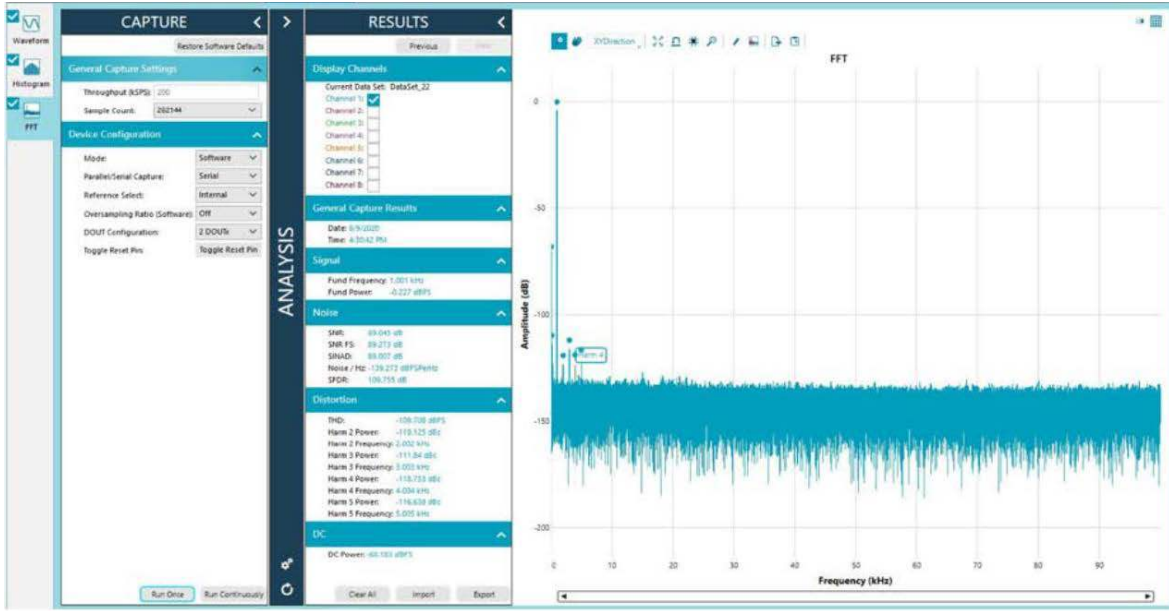 Waveform
Histogram
FFT
CAPTURE
Restore Software Defaults
General Capture Settings
Throughput (kSPS): 200
Sample Count: 262144
Device Configuration
Mode: Software
Parallel/Serial Capture: Serial
Reference Select: Internal
Oversampling Ratio (Software): Off
DOUT Configuration: 2 DOUTs
Toggle Reset Pin: Toggle Reset Pin
Run Once Run Continuously
ANALYSIS
RESULTS
Previous
Display Channels
Current Data Set: DataSet_22
Channel 1:
Channel 2:
Channel 3:
Channel 4:
Channel 5:
Channel 6:
Channel 7:
Channel 8:
General Capture Results
Date: 6/9/2020
Time: 4:30:42 PM
Signal
Fund Frequency: 1.001 kHz
Fund Power: -0.227 dBFS
Noise
SNR: 89.045 dB
SNR FS: 89.273 dB
SINAD: 89.007 dB
Noise / Hz: -139.273 dBFSPerHz
SFDR: 109.755 dB
Distortion
THD: -109.708 dBFS
Harm 2 Power: -119.125 dBc
Harm 2 Frequency: 2.002 kHz
Harm 3 Power: -111.84 dBc
Harm 3 Frequency: 3.003 kHz
Harm 4 Power: -118.733 dBc
Harm 4 Frequency: 4.004 kHz
Harm 5 Power: -116.638 dBc
Harm 5 Frequency: 5.005 kHz
DC
DC Power: dBFS
Clear All Import Export
XYDirection
FFT
Amplitude (dB)
0
-50
-100
Harm 4
-150
-200
0 10 20 30 40 50 60 70 80 90
Frequency (kHz)